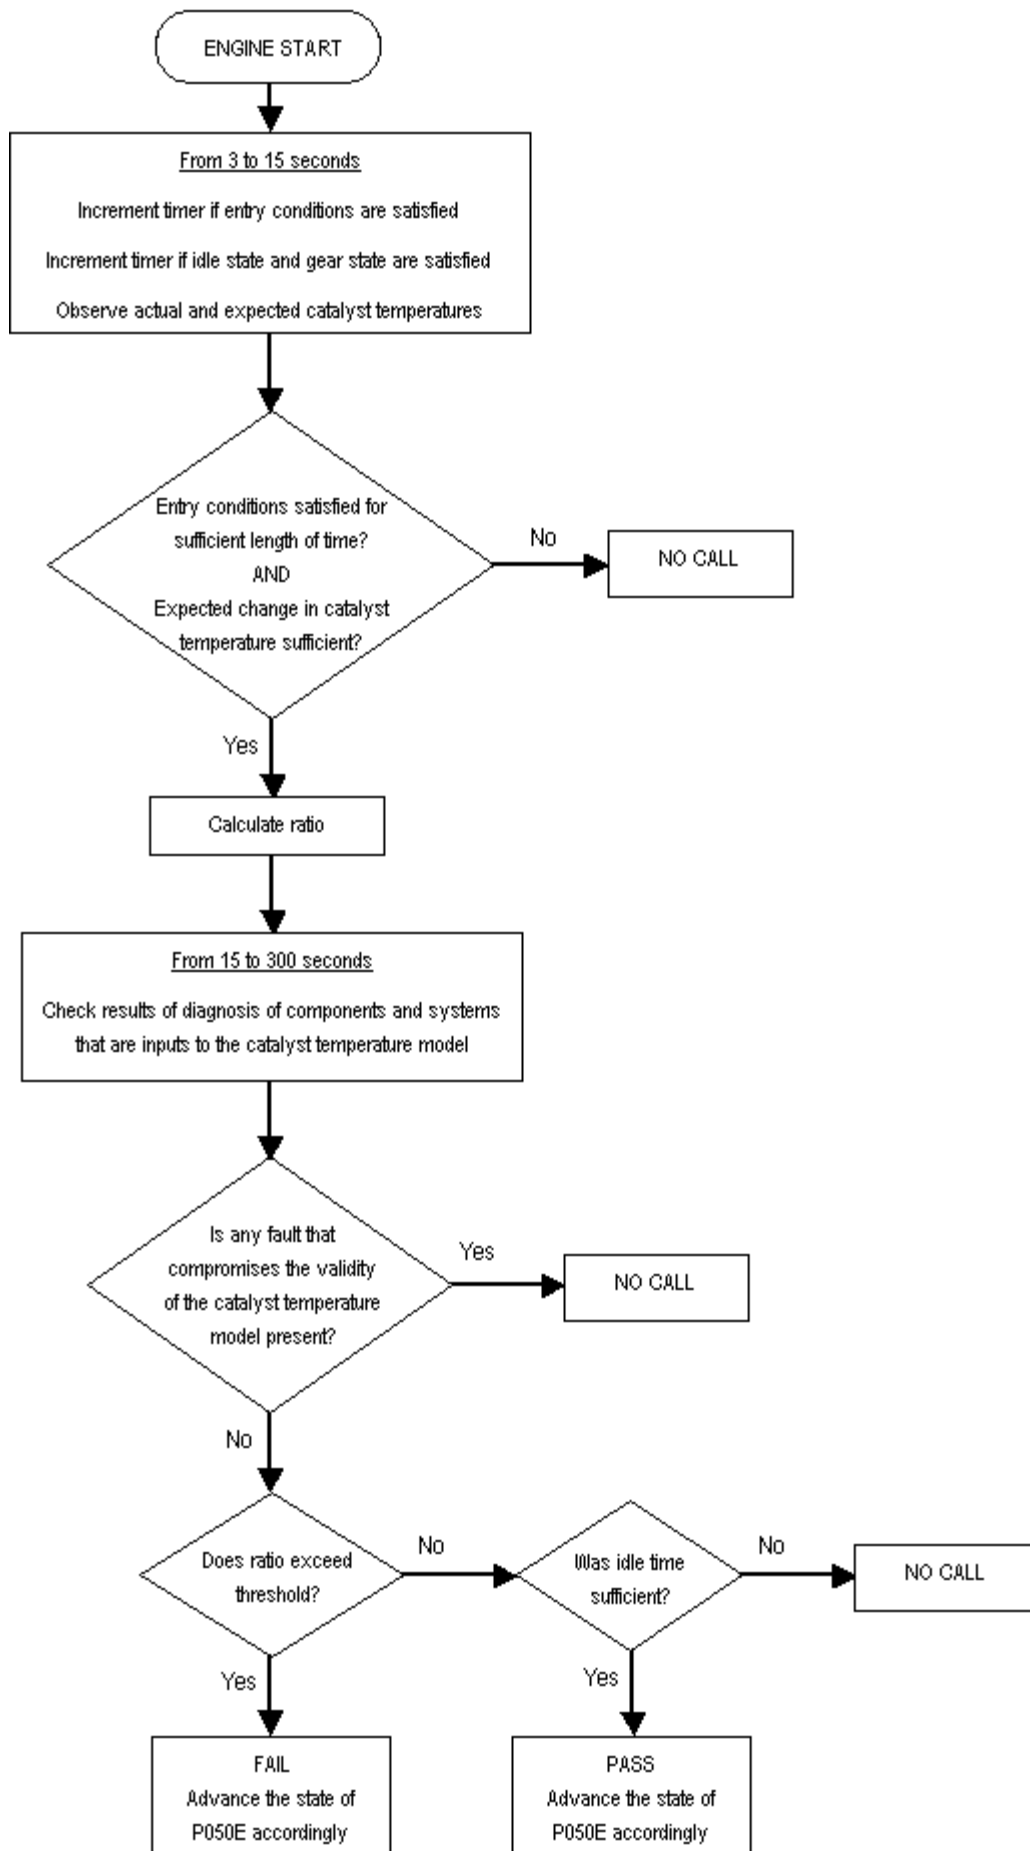 ENGINE START
From 3 to 15 seconds
Increment timer if entry conditions are satisfied
Increment timer if idle state and gear state are satisfied
Observe actual and expected catalyst temperatures
Entry conditions satisfied for
sufficient length of time?
AND
Expected change in catalyst
temperature sufficient?
No
NO CALL
Yes
Calculate ratio
From 15 to 300 seconds
Check results of diagnosis of components and systems
that are inputs to the catalyst temperature model
Is any fault that
compromises the validity
of the catalyst temperature
model present?
Yes
NO CALL
No
Does ratio exceed
threshold?
No
Was idle time
sufficient?
No
NO CALL
Yes
Yes
FAIL
Advance the state of
P050E accordingly
PASS
Advance the state of
P050E accordingly